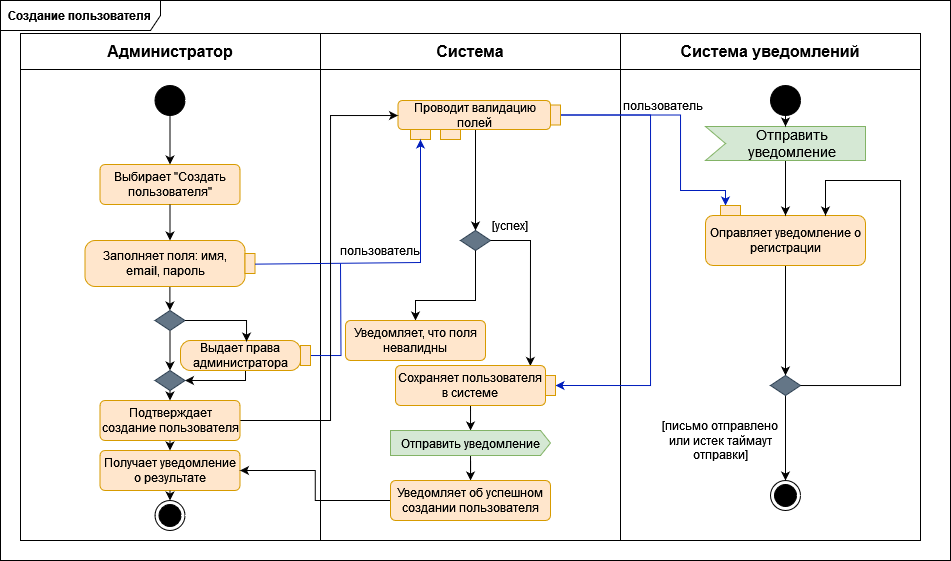 Создание пользователя
Администратор
Система
Система уведомлений
Выбирает "Создать
пользователя"
Заполняет поля: имя,
email, пароль
Выдает права
администратора
Подтверждает
создание пользователя
Получает уведомление
о результате
пользователь
Проводит валидацию
полей
[успех]
Уведомляет, что поля
невалидны
Сохраняет пользователя
в системе
Отправить уведомление
Уведомляет об успешном
создании пользователя
пользователь
Отправить
уведомление
Оправляет уведомление о
регистрации
[письмо отправлено
или истек таймаут
отправки]